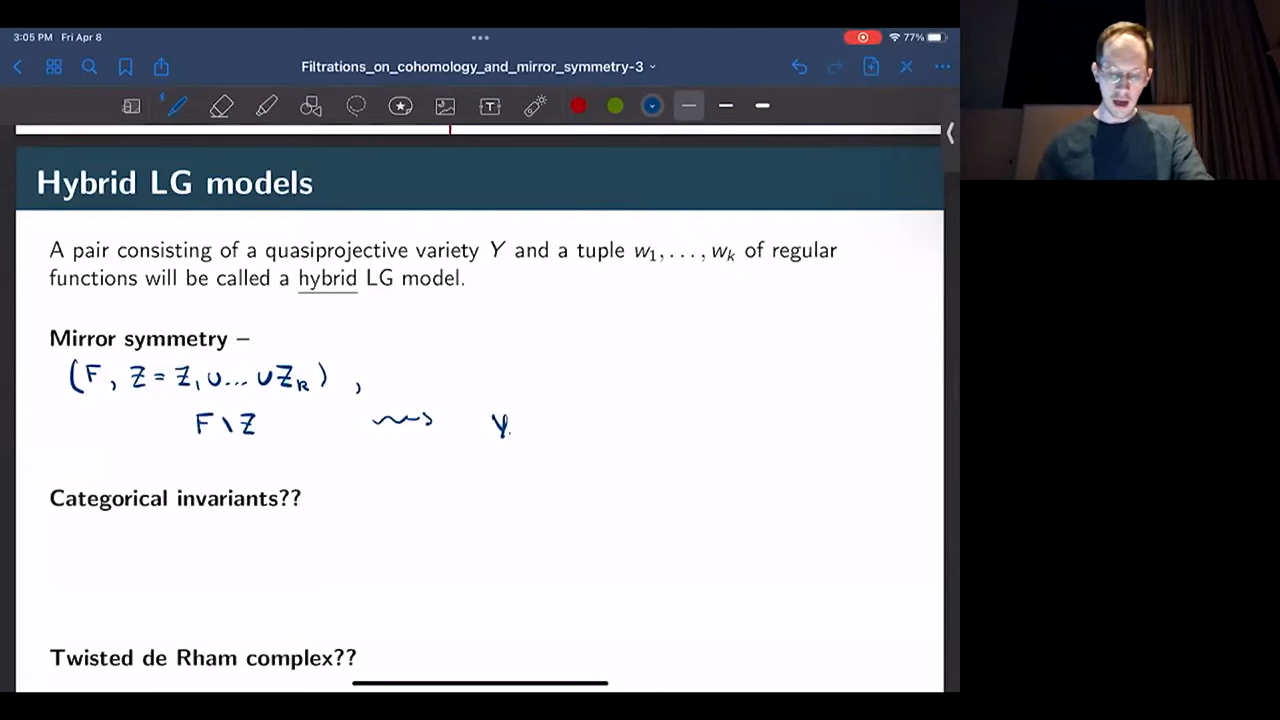 3:05 PM Fri Apr 8
77%
Filtrations_on_cohomology_and_mirror_symmetry-3
Hybrid LG models
A pair consisting of a quasiprojective variety Y and a tuple w₁, . . . , wₖ of regular
functions will be called a hybrid LG model.
Mirror symmetry –
(F, Z = Z₁ ∪ ... ∪ Zₖ) ,
F \ Z ⇝ Y
Categorical invariants??
Twisted de Rham complex??